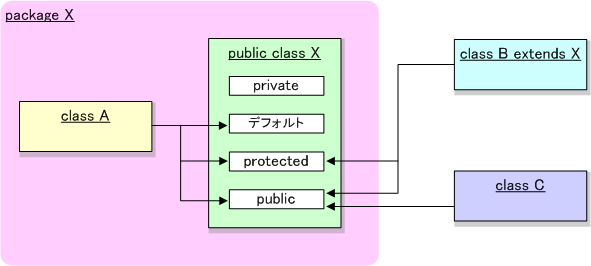 package X
public class X
private
デフォルト
protected
public
class A
class B extends X
class C